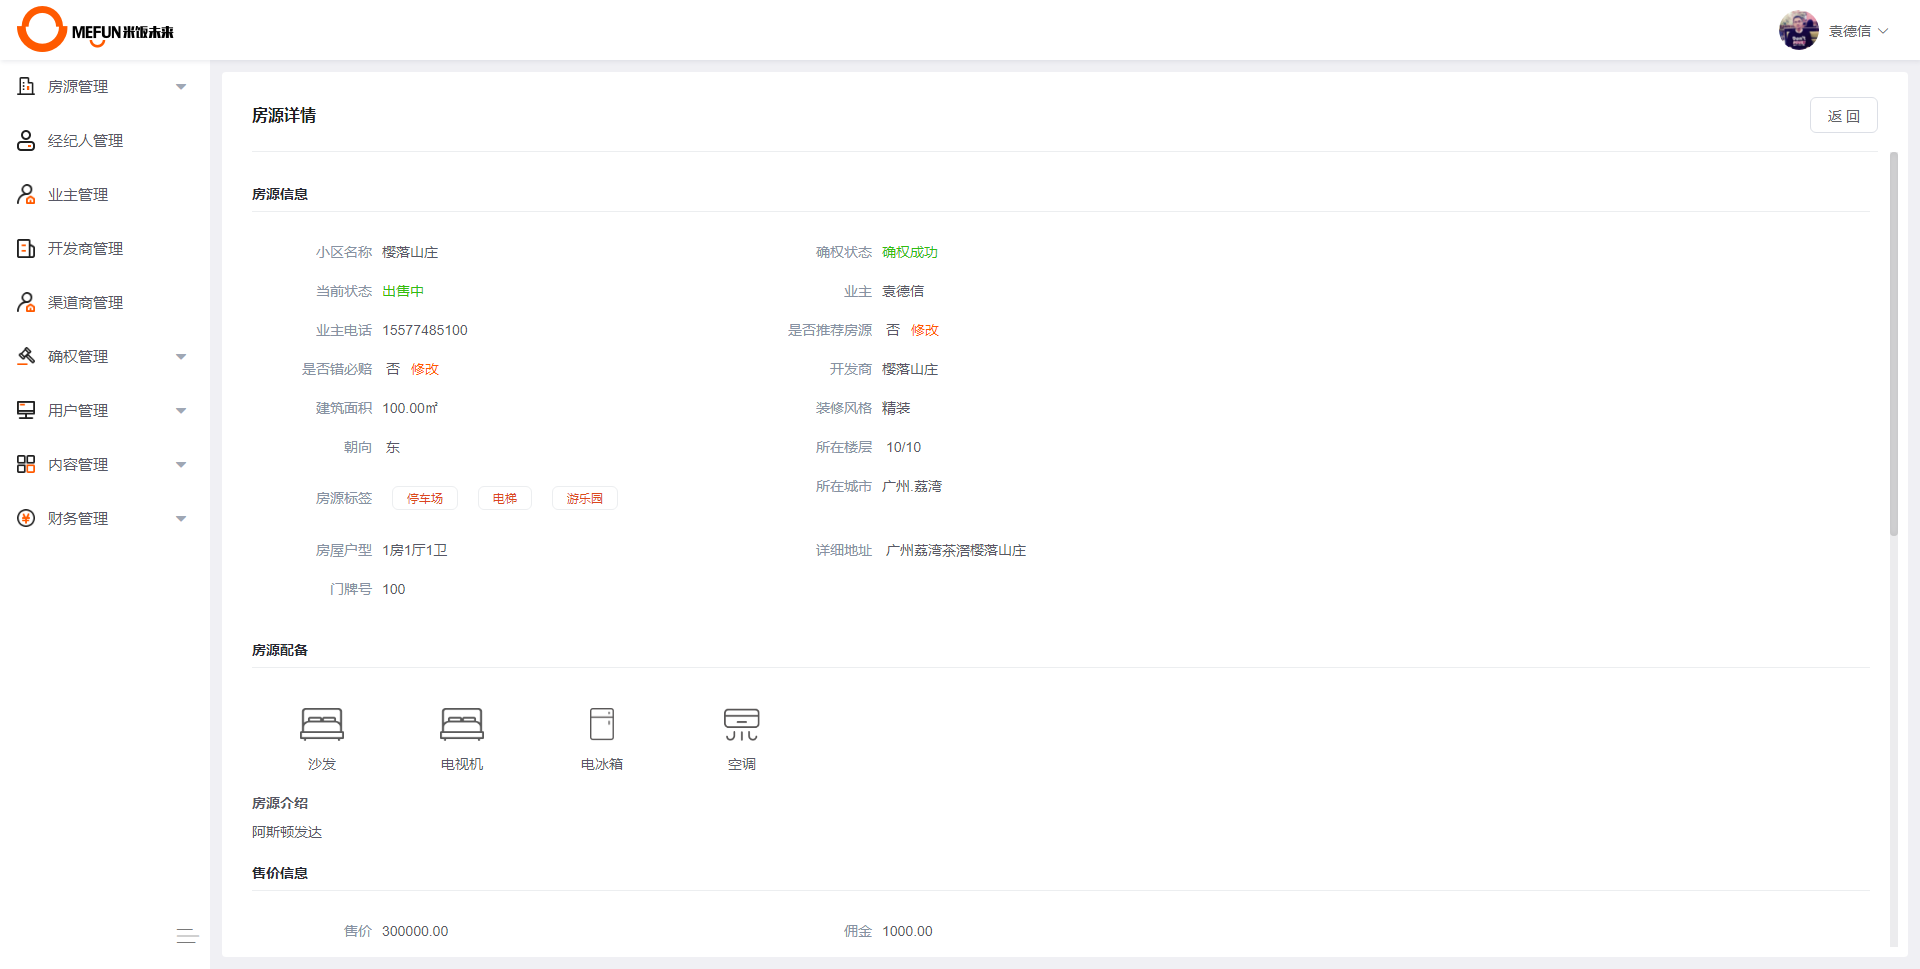 MEFUN米饭未来
袁德信
房源管理
经纪人管理
业主管理
开发商管理
渠道商管理
确权管理
用户管理
内容管理
财务管理
房源详情
返 回
房源信息
小区名称 樱落山庄
确权状态 确权成功
当前状态 出售中
业主 袁德信
业主电话 15577485100
是否推荐房源 否 修改
是否错必赔 否 修改
开发商 樱落山庄
建筑面积 100.00㎡
装修风格 精装
朝向 东
所在楼层 10/10
房源标签 停车场 电梯 游乐园
所在城市 广州.荔湾
房屋户型 1房1厅1卫
详细地址 广州荔湾茶滘樱落山庄
门牌号 100
房源配备
沙发
电视机
电冰箱
空调
房源介绍
阿斯顿发达
售价信息
售价 300000.00
佣金 1000.00